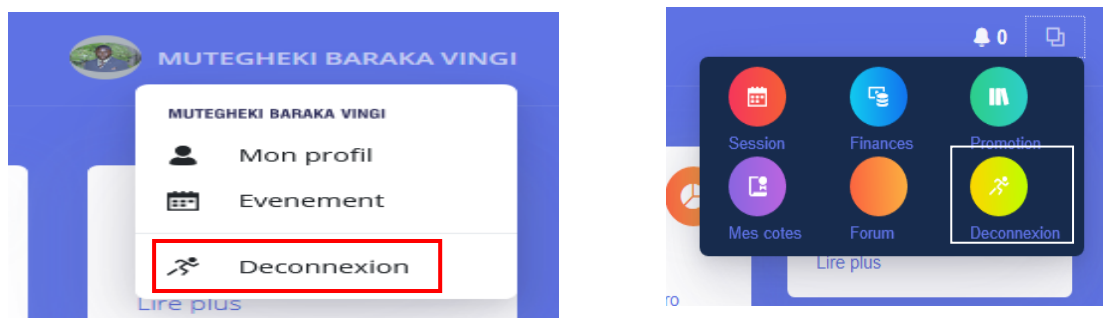 MUTEGHEKI BARAKA VINGI
MUTEGHEKI BARAKA VINGI
Mon profil
Evenement
Deconnexion
Lire plus
0
Session Finances Promotion
Mes cotes Forum Deconnexion
Lire plus
ro